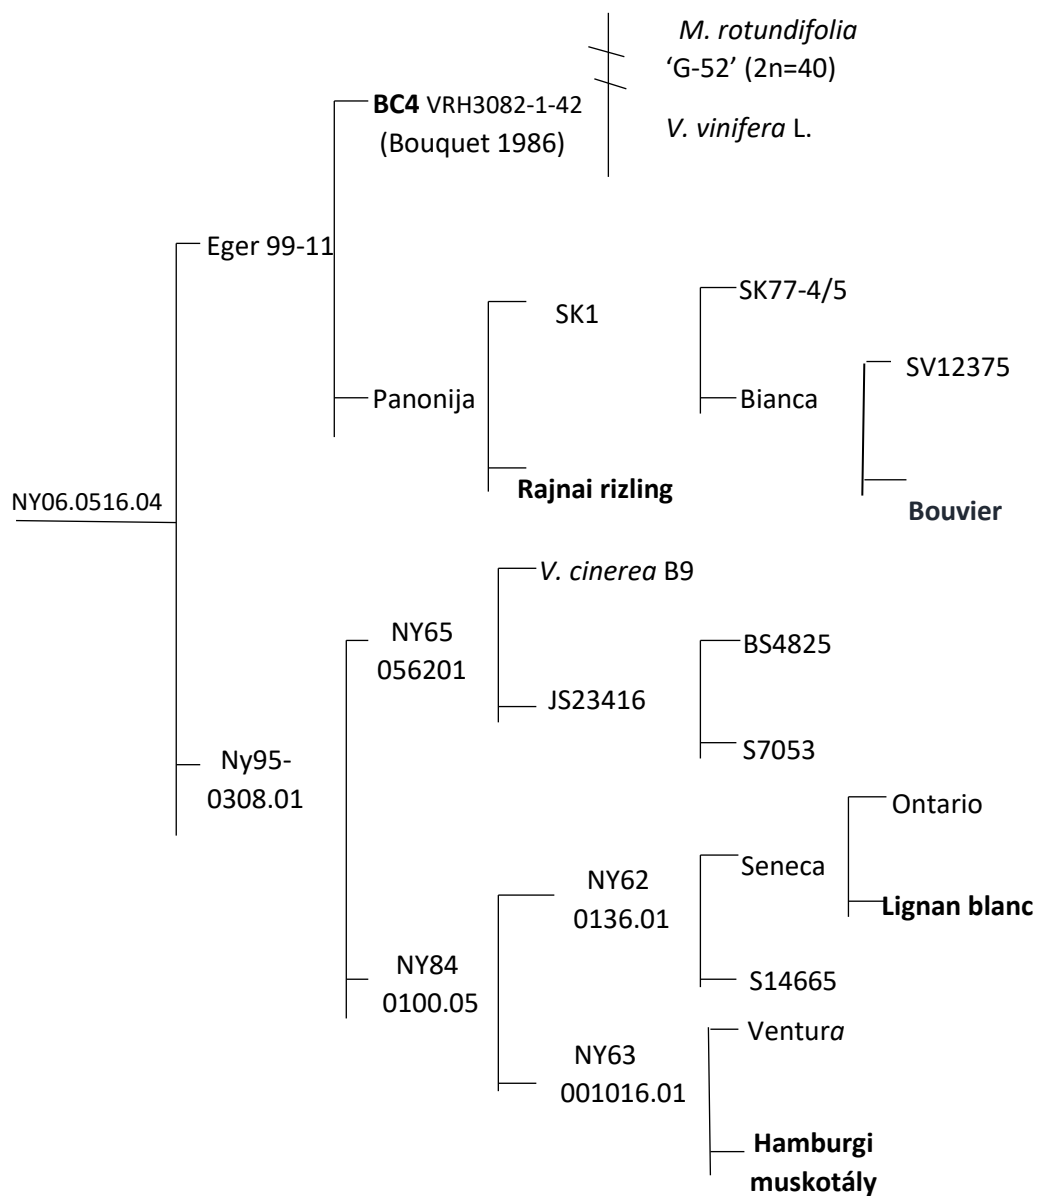 M. rotundifolia
‘G-52’ (2n=40)
BC4 VRH3082-1-42
(Bouquet 1986)
V. vinifera L.
Eger 99-11
SK1
SK77-4/5
SV12375
Panonija
Bianca
Rajnai rizling
Bouvier
NY06.0516.04
V. cinerea B9
NY65
056201
BS4825
JS23416
S7053
Ny95-
0308.01
Ontario
Seneca
NY62
0136.01
Lignan blanc
NY84
0100.05
S14665
Ventura
NY63
001016.01
Hamburgi
muskotály